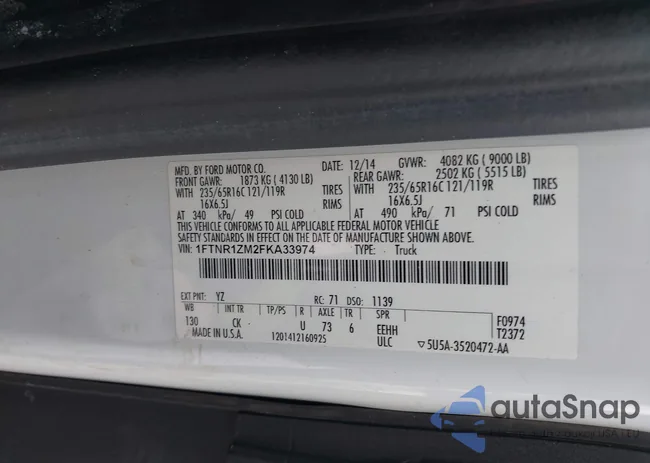 MFD. BY FORD MOTOR CO. 12/14 GVWR: 4082 KG ( 9000 LB)
FRONT GAWR: 1873 KG ( 4130 LB) REAR GAWR: 2502 KG ( 5515 LB)
WITH 235/65R16C 121/119R TIRES WITH 235/65R16C 121/119R TIRES
16X6.5J RIMS 16X6.5J RIMS
AT 340 kPa/ 49 PSI COLD AT 490 kPa/ 71 PSI COLD
THIS VEHICLE CONFORMS TO ALL APPLICABLE FEDERAL MOTOR VEHICLE
SAFETY STANDARDS IN EFFECT ON THE DATE OF MANUFACTURE SHOWN ABOVE.
VIN: 1FTNR1ZM2FKA33974 TYPE: Truck
EXT PNT: YZ RC: 71 DSO: 1139
WB INT TR TP/PS R AXLE TR SPR F0974
130 CK U 73 6 EEHH T2372
MADE IN U.S.A. 1201412160925 ULC ▽5U5A-3520472-AA
autaSnap